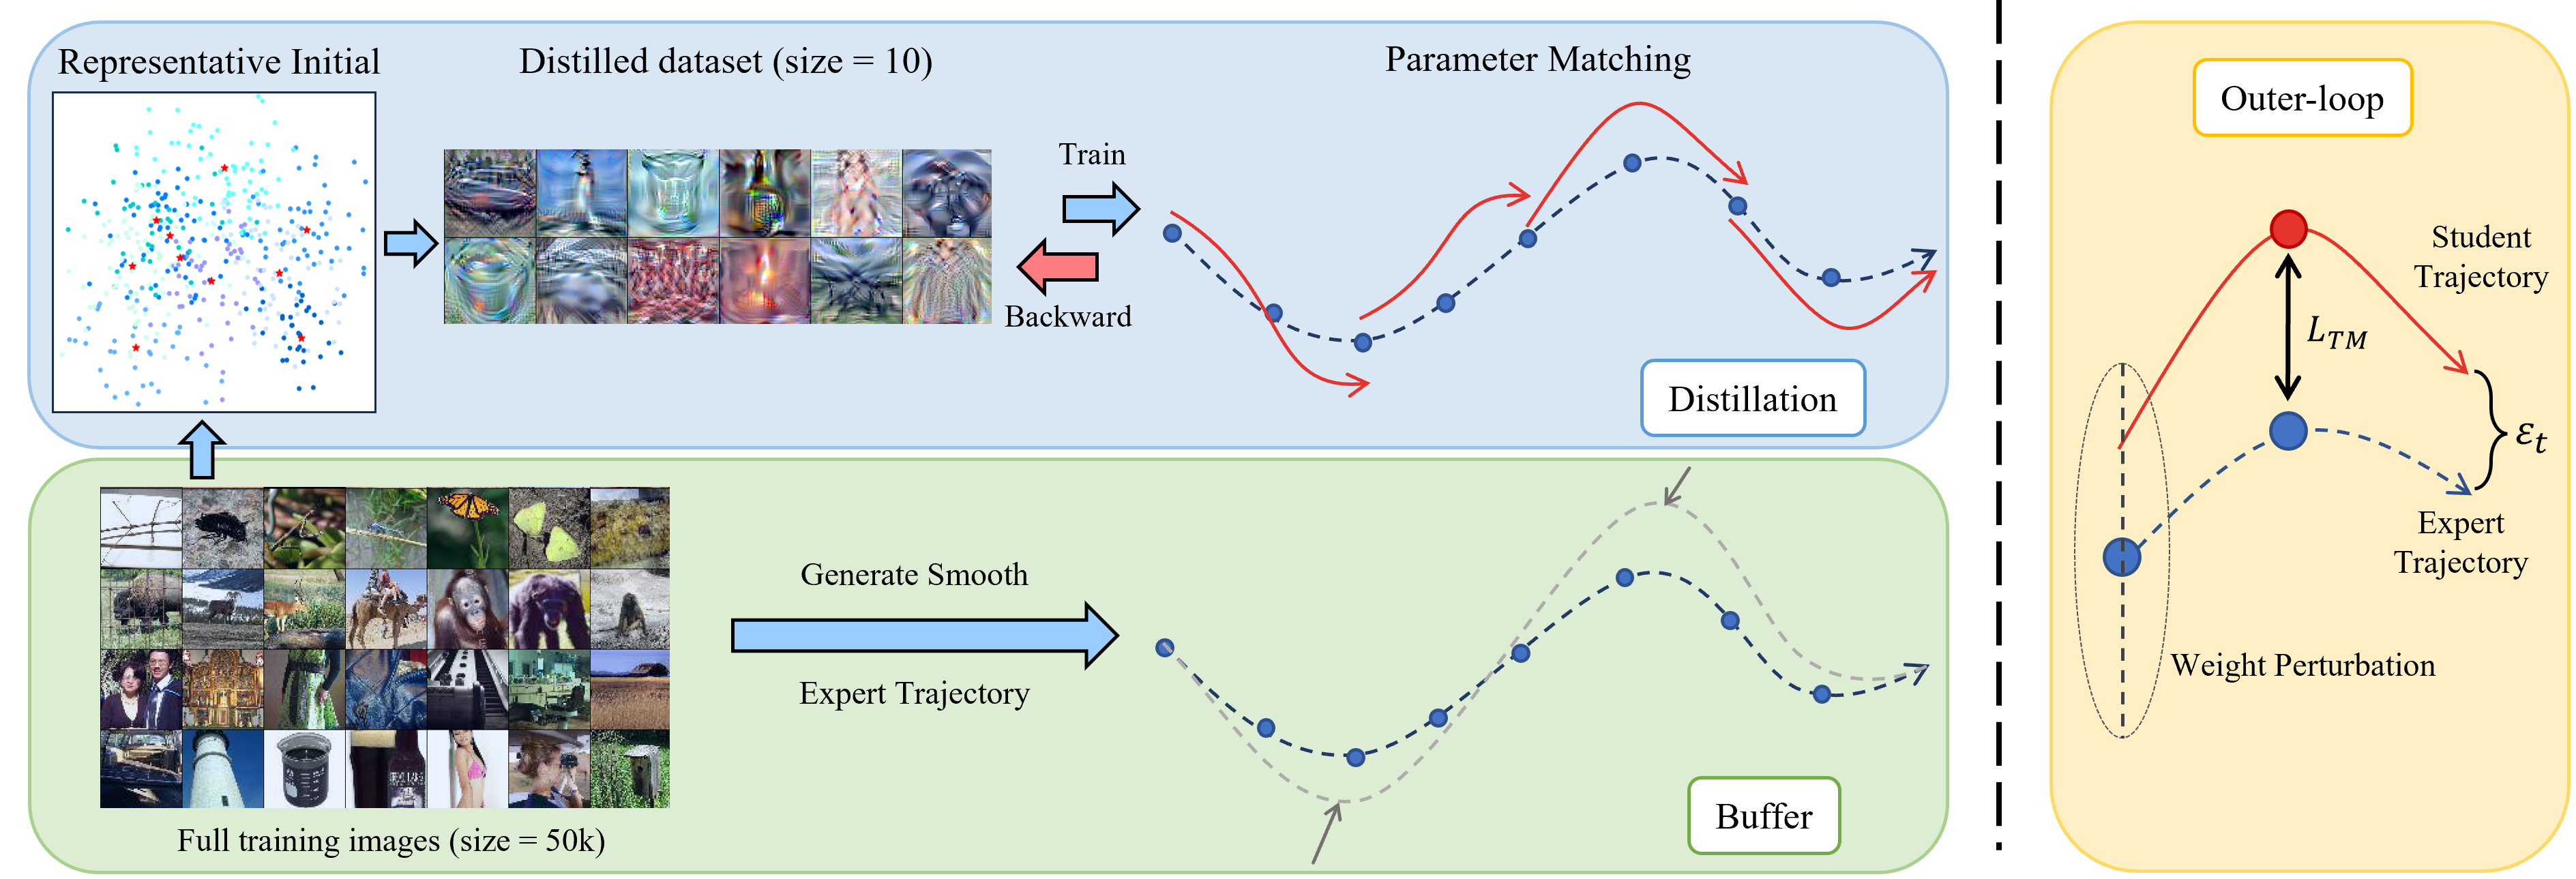 Representative Initial
Distilled dataset (size = 10)
Parameter Matching
Train
Backward
Distillation
Generate Smooth
Expert Trajectory
Full training images (size = 50k)
Buffer
Outer-loop
Student
Trajectory
L_{TM}
ε_t
Expert
Trajectory
Weight Perturbation